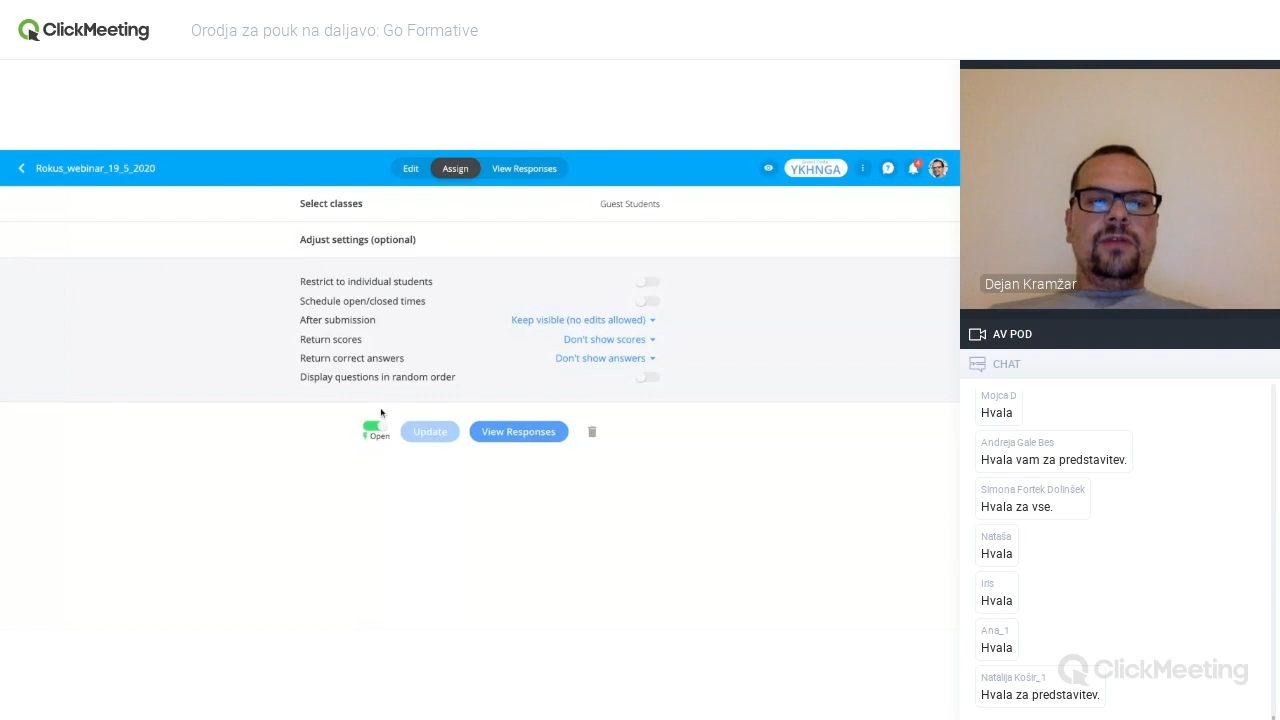 ClickMeeting
Orodja za pouk na daljavo: Go Formative
Rokus_webinar_19_5_2020
Edit
Assign
View Responses
YKHNGA
Select classes
Guest Students
Adjust settings (optional)
Restrict to individual students
Schedule open/closed times
After submission
Keep visible (no edits allowed)
Return scores
Don't show scores
Return correct answers
Don't show answers
Display questions in random order
Open
Update
View Responses
Dejan Kramžar
AV POD
CHAT
Mojca D
Hvala
Andreja Gale Bes
Hvala vam za predstavitev.
Simona Fortek Dolinšek
Hvala za vse.
Nataša
Hvala
Iris
Hvala
Ana_1
Hvala
Natalija Košir_1
Hvala za predstavitev.
ClickMeeting